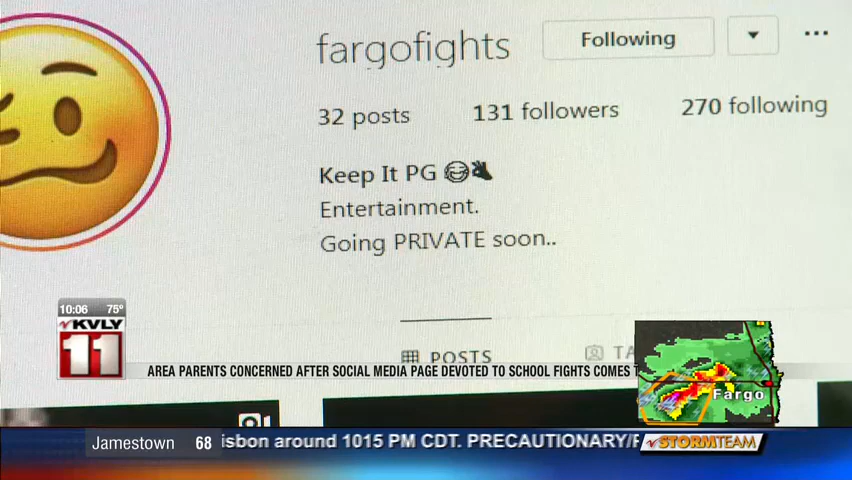 fargofights
Following
32 posts
131 followers
270 following
Keep It PG 😂👌
Entertainment.
Going PRIVATE soon..
POSTS
TA
10:06 75°
KVLY
11
AREA PARENTS CONCERNED AFTER SOCIAL MEDIA PAGE DEVOTED TO SCHOOL FIGHTS COMES T
Fargo
Jamestown 68
isbon around 1015 PM CDT. PRECAUTIONARY/
STORMTEAM